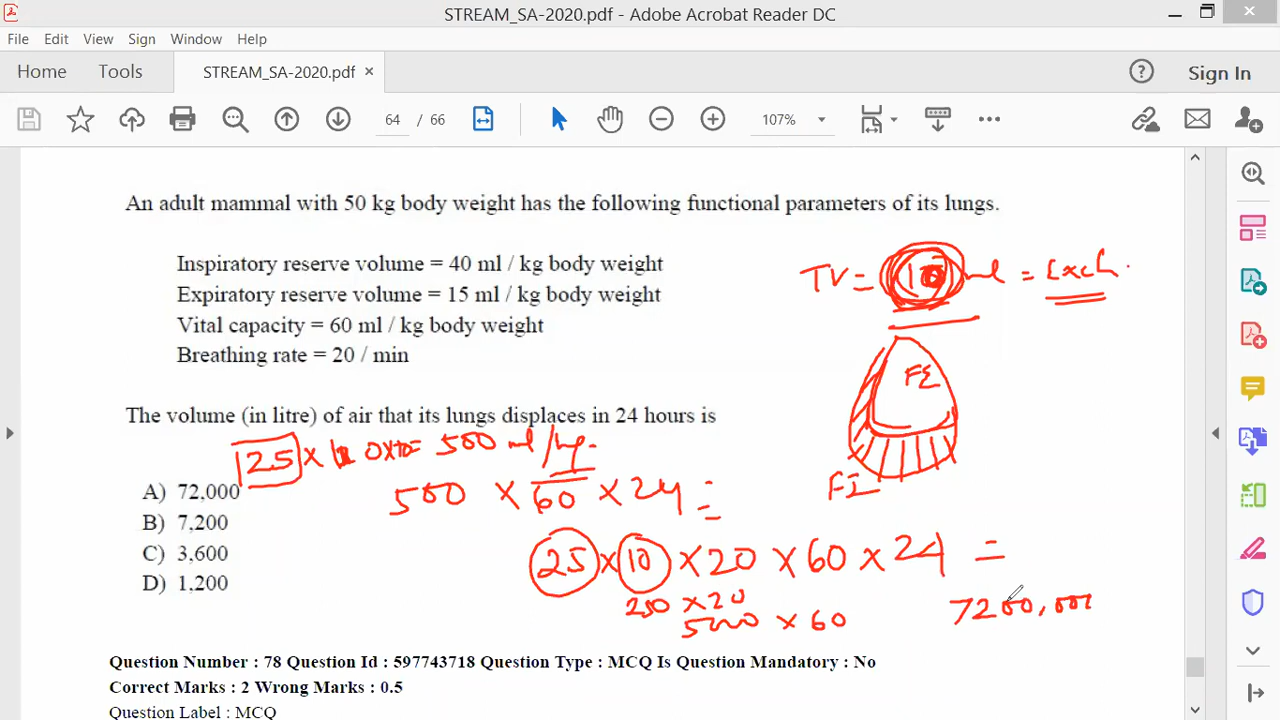 STREAM_SA-2020.pdf - Adobe Acrobat Reader DC
File Edit View Sign Window Help
Home Tools STREAM_SA-2020.pdf × Sign In
64 / 66 107%
An adult mammal with 50 kg body weight has the following functional parameters of its lungs.
Inspiratory reserve volume = 40 ml / kg body weight
Expiratory reserve volume = 15 ml / kg body weight
Vital capacity = 60 ml / kg body weight
Breathing rate = 20 / min
TV = ml = Exch.
FE
FI
The volume (in litre) of air that its lungs displaces in 24 hours is
25 × = 500 ml /
500 × 60 × 24 =
A) 72,000
B) 7,200
C) 3,600
D) 1,200
25 × 10 × 20 × 60 × 24 =
250 × 20
5000 × 60
7200,000
Question Number : 78 Question Id : 597743718 Question Type : MCQ Is Question Mandatory : No
Correct Marks : 2 Wrong Marks : 0.5
Question Label : MCQ